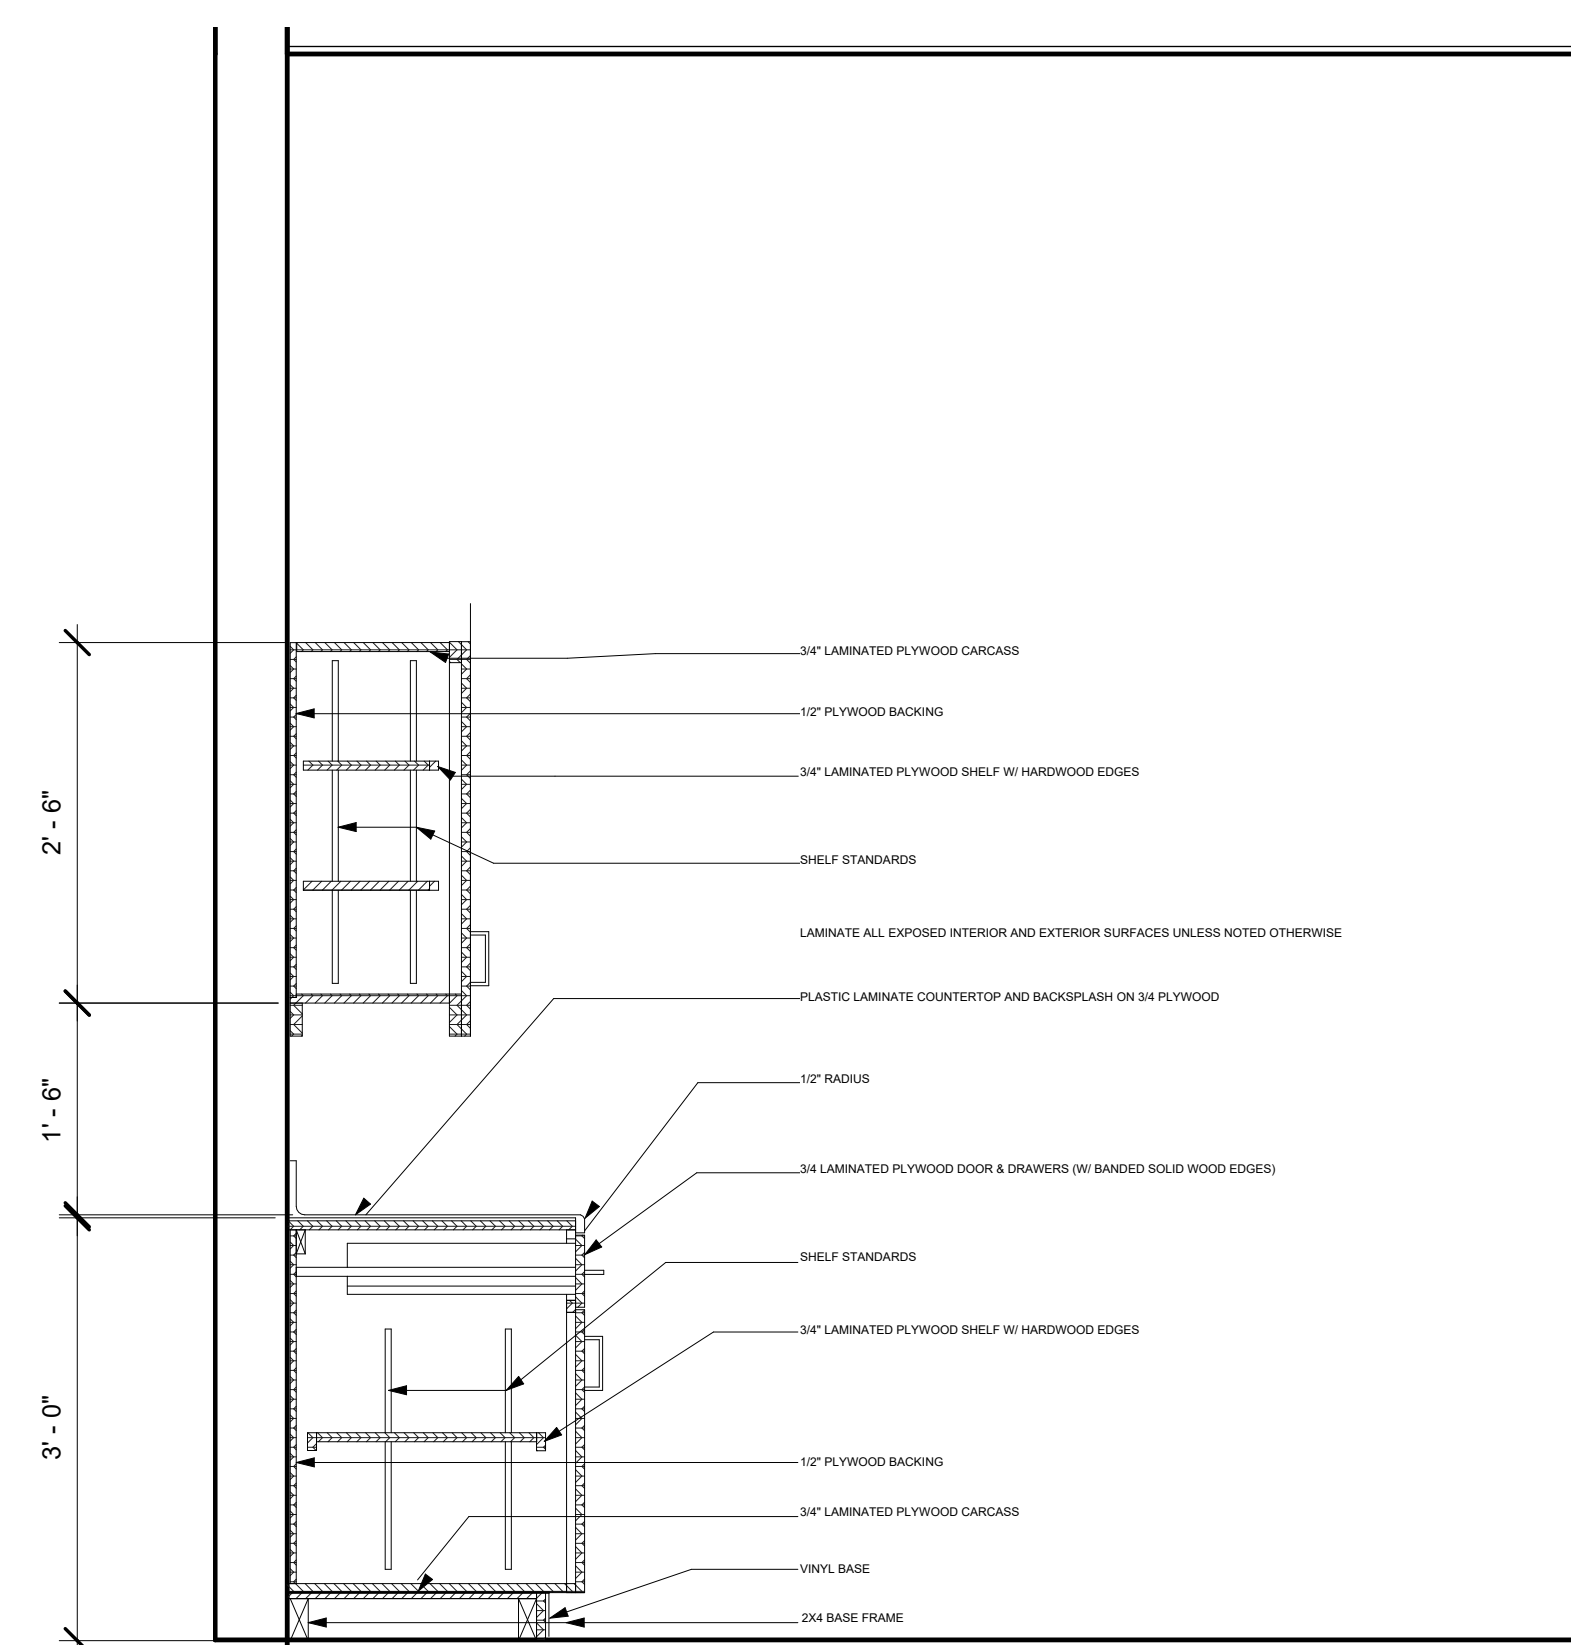 3/4" LAMINATED PLYWOOD CARCASS
1/2" PLYWOOD BACKING
3/4" LAMINATED PLYWOOD SHELF W/ HARDWOOD EDGES
2' - 6"
SHELF STANDARDS
LAMINATE ALL EXPOSED INTERIOR AND EXTERIOR SURFACES UNLESS NOTED OTHERWISE
PLASTIC LAMINATE COUNTERTOP AND BACKSPLASH ON 3/4 PLYWOOD
1/2" RADIUS
1' - 6"
3/4 LAMINATED PLYWOOD DOOR & DRAWERS (W/ BANDED SOLID WOOD EDGES)
SHELF STANDARDS
3/4" LAMINATED PLYWOOD SHELF W/ HARDWOOD EDGES
3' - 0"
1/2" PLYWOOD BACKING
3/4" LAMINATED PLYWOOD CARCASS
VINYL BASE
2X4 BASE FRAME